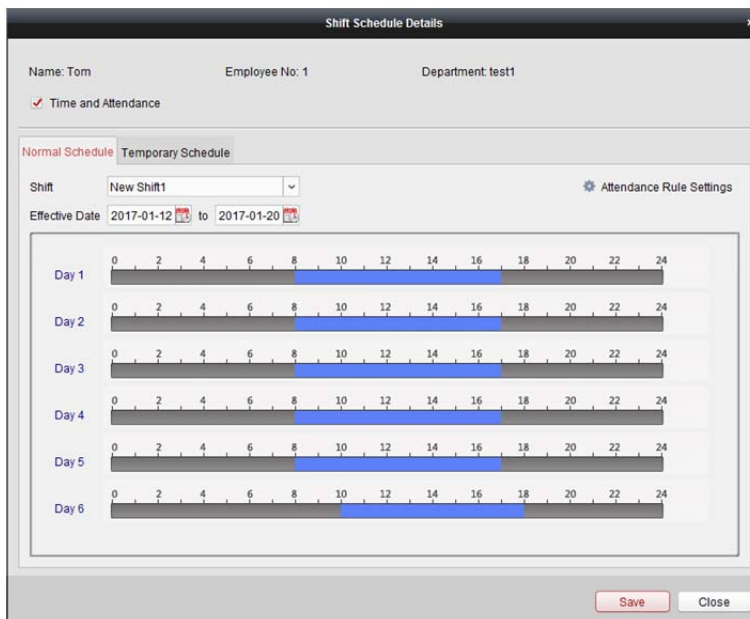 Shift Schedule Details
Name: Tom Employee No: 1 Department: test1
Time and Attendance
Normal Schedule Temporary Schedule
Shift New Shift1 Attendance Rule Settings
Effective Date 2017-01-12 to 2017-01-20
0 2 4 6 8 10 12 14 16 18 20 22 24
Day 1
0 2 4 6 8 10 12 14 16 18 20 22 24
Day 2
0 2 4 6 8 10 12 14 16 18 20 22 24
Day 3
0 2 4 6 8 10 12 14 16 18 20 22 24
Day 4
0 2 4 6 8 10 12 14 16 18 20 22 24
Day 5
0 2 4 6 8 10 12 14 16 18 20 22 24
Day 6
Save Close